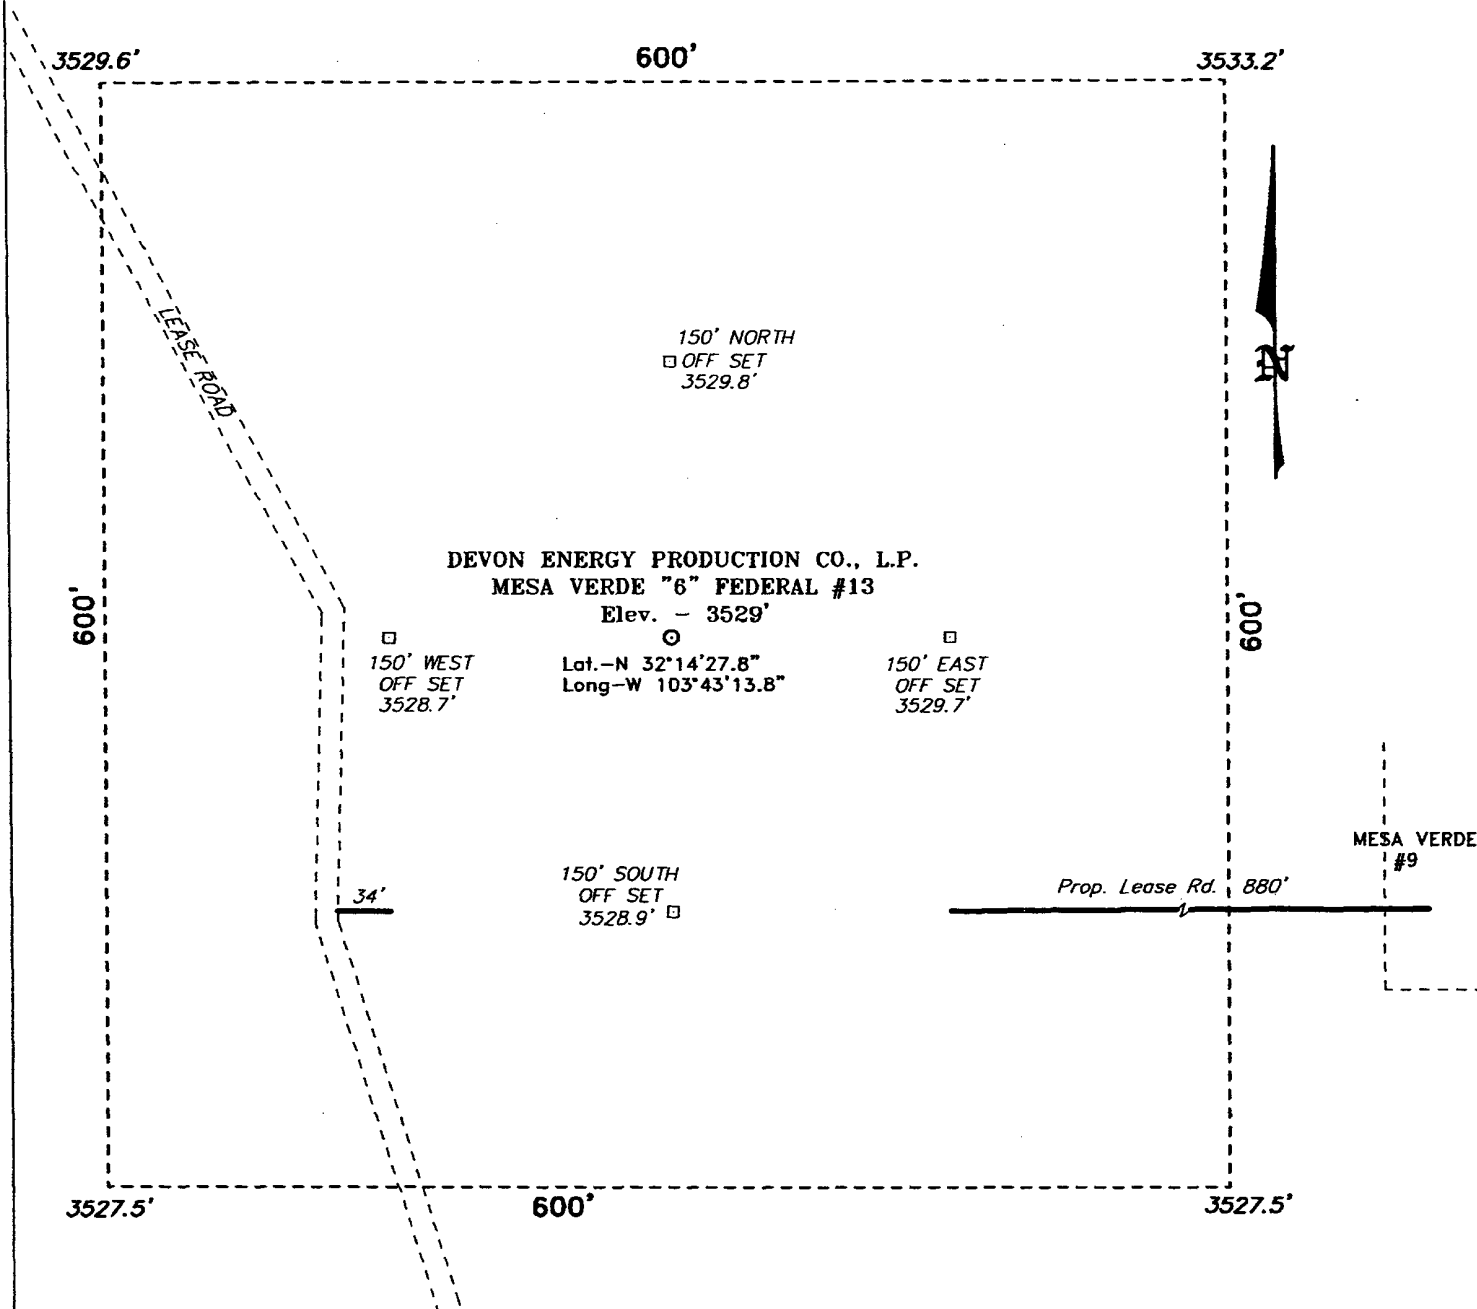 3529.6'
600'
3533.2'
LEASE ROAD
150' NORTH
OFF SET
3529.8'
N
DEVON ENERGY PRODUCTION CO., L.P.
MESA VERDE "6" FEDERAL #13
Elev. - 3529'
600'
600'
150' WEST
OFF SET
3528.7'
Lat.-N 32°14'27.8"
Long-W 103°43'13.8"
150' EAST
OFF SET
3529.7'
MESA VERDE
#9
150' SOUTH
OFF SET
3528.9'
34'
Prop. Lease Rd. 880'
3527.5'
600'
3527.5'